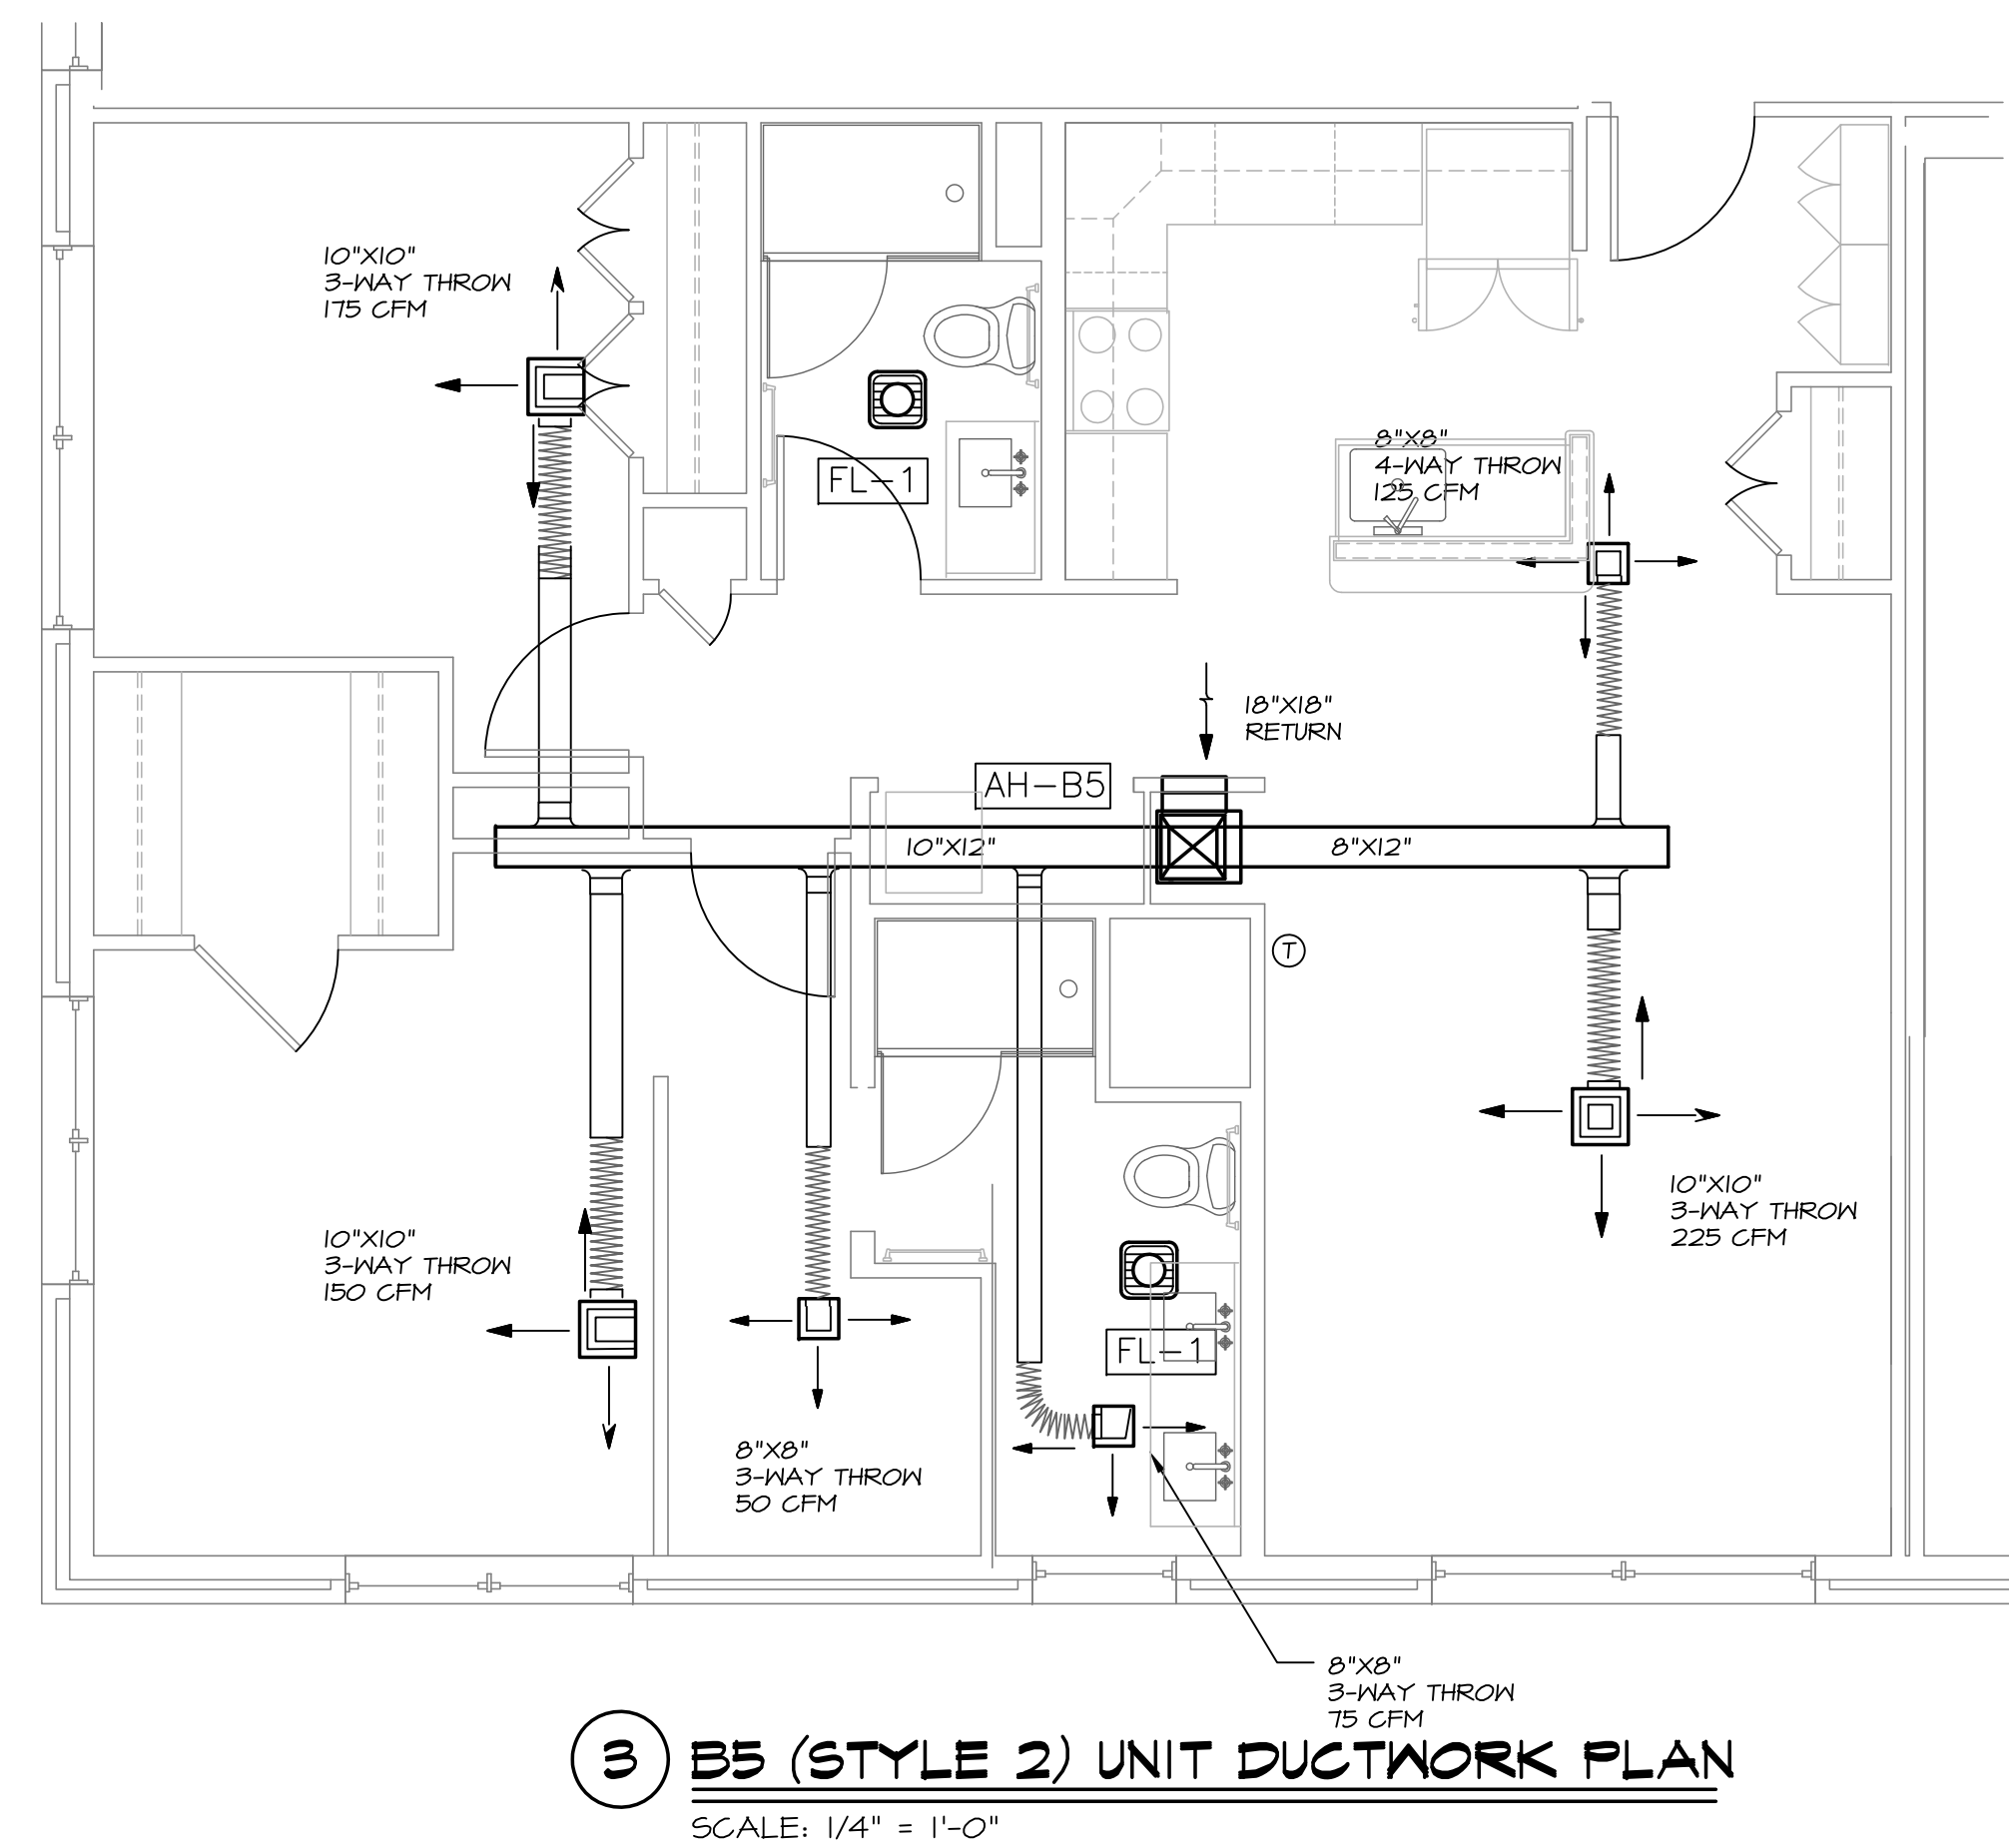 10"X10"
3-WAY THROW
175 CFM
FL-1
8"X8"
4-WAY THROW
125 CFM
18"X18"
RETURN
AH-B5
10"X12"
8"X12"
T
10"X10"
3-WAY THROW
225 CFM
10"X10"
3-WAY THROW
150 CFM
FL-1
8"X8"
3-WAY THROW
50 CFM
8"X8"
3-WAY THROW
75 CFM
3 B5 (STYLE 2) UNIT DUCTWORK PLAN
SCALE: 1/4" = 1'-0"